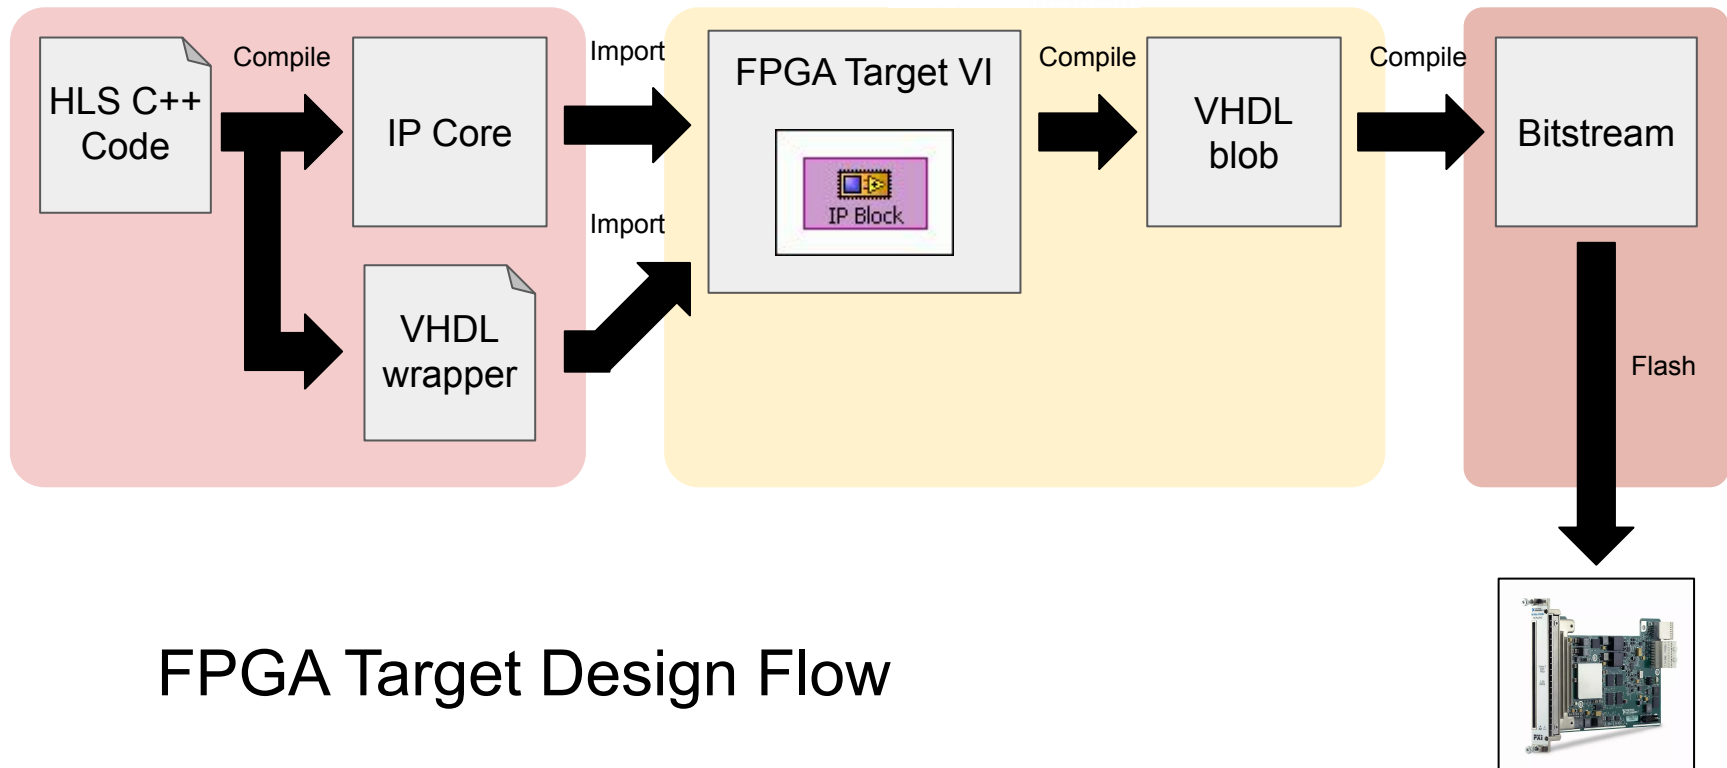 HLS C++
Code
Compile
IP Core
VHDL
wrapper
Import
Import
FPGA Target VI
IP Block
Compile
VHDL
blob
Compile
Bitstream
Flash
FPGA Target Design Flow
PXI